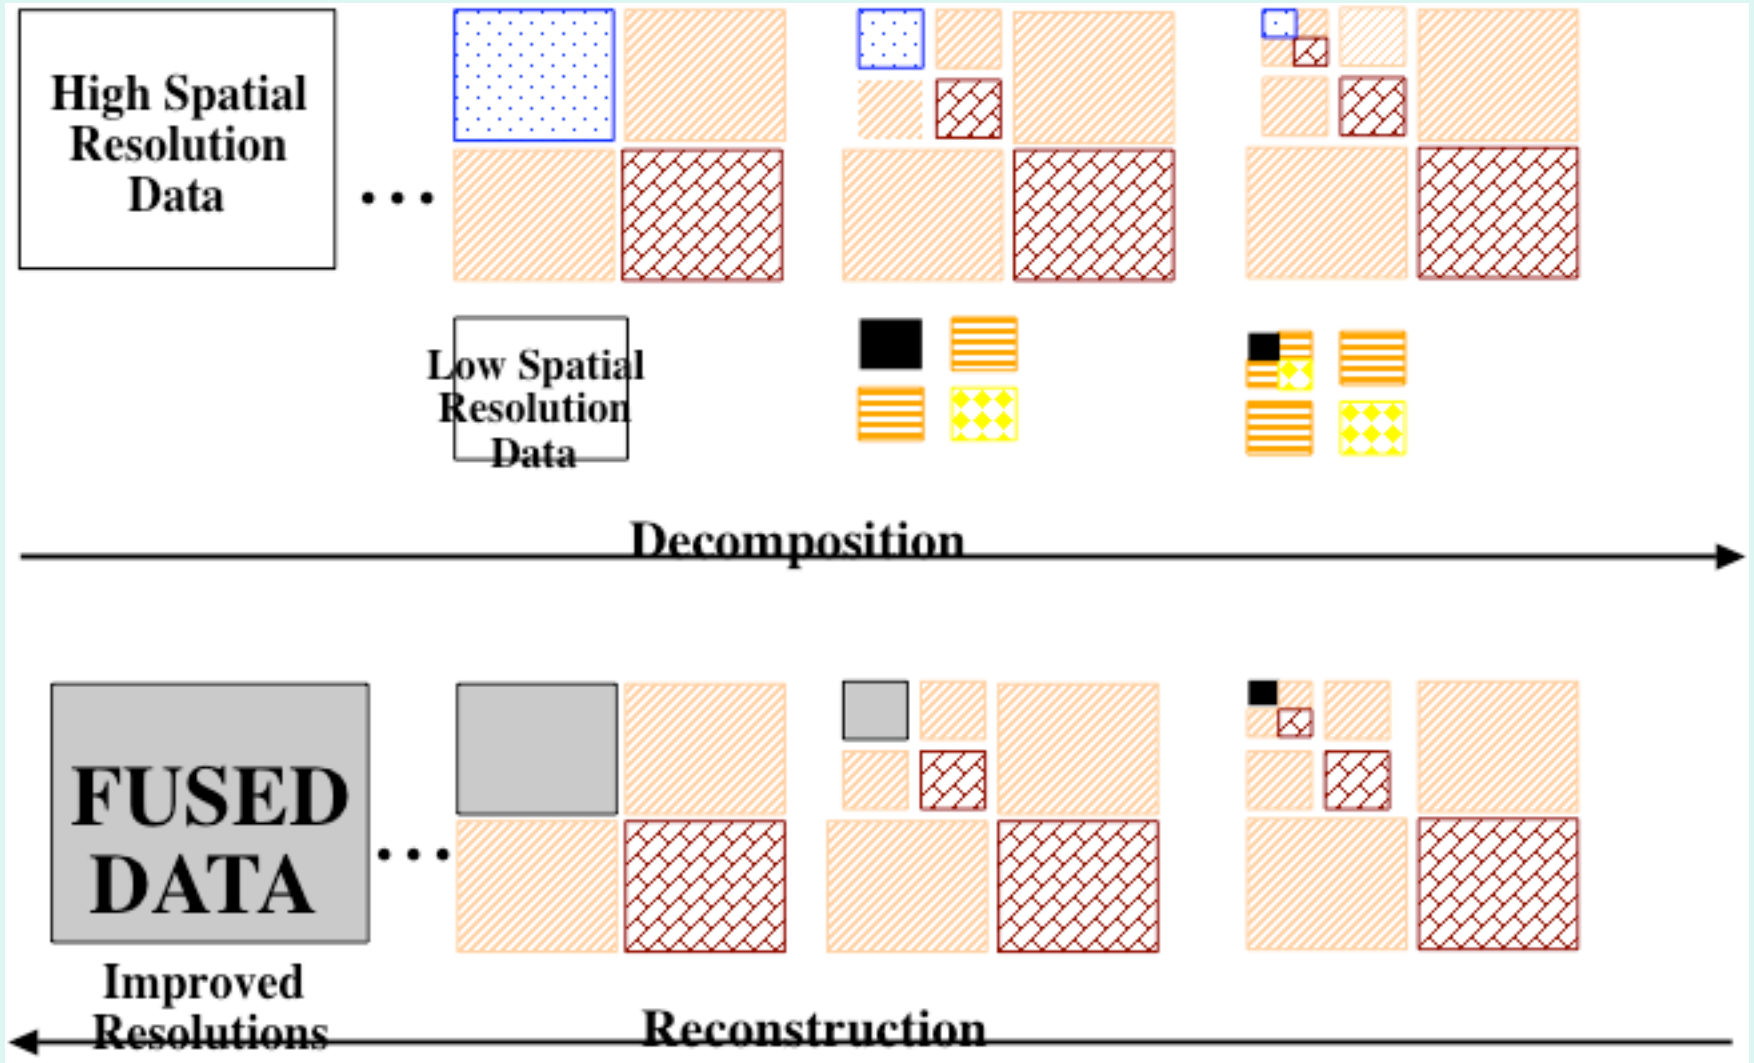 High Spatial
Resolution
Data
Low Spatial
Resolution
Data
Decomposition
FUSED
DATA
Improved
Resolutions
Reconstruction